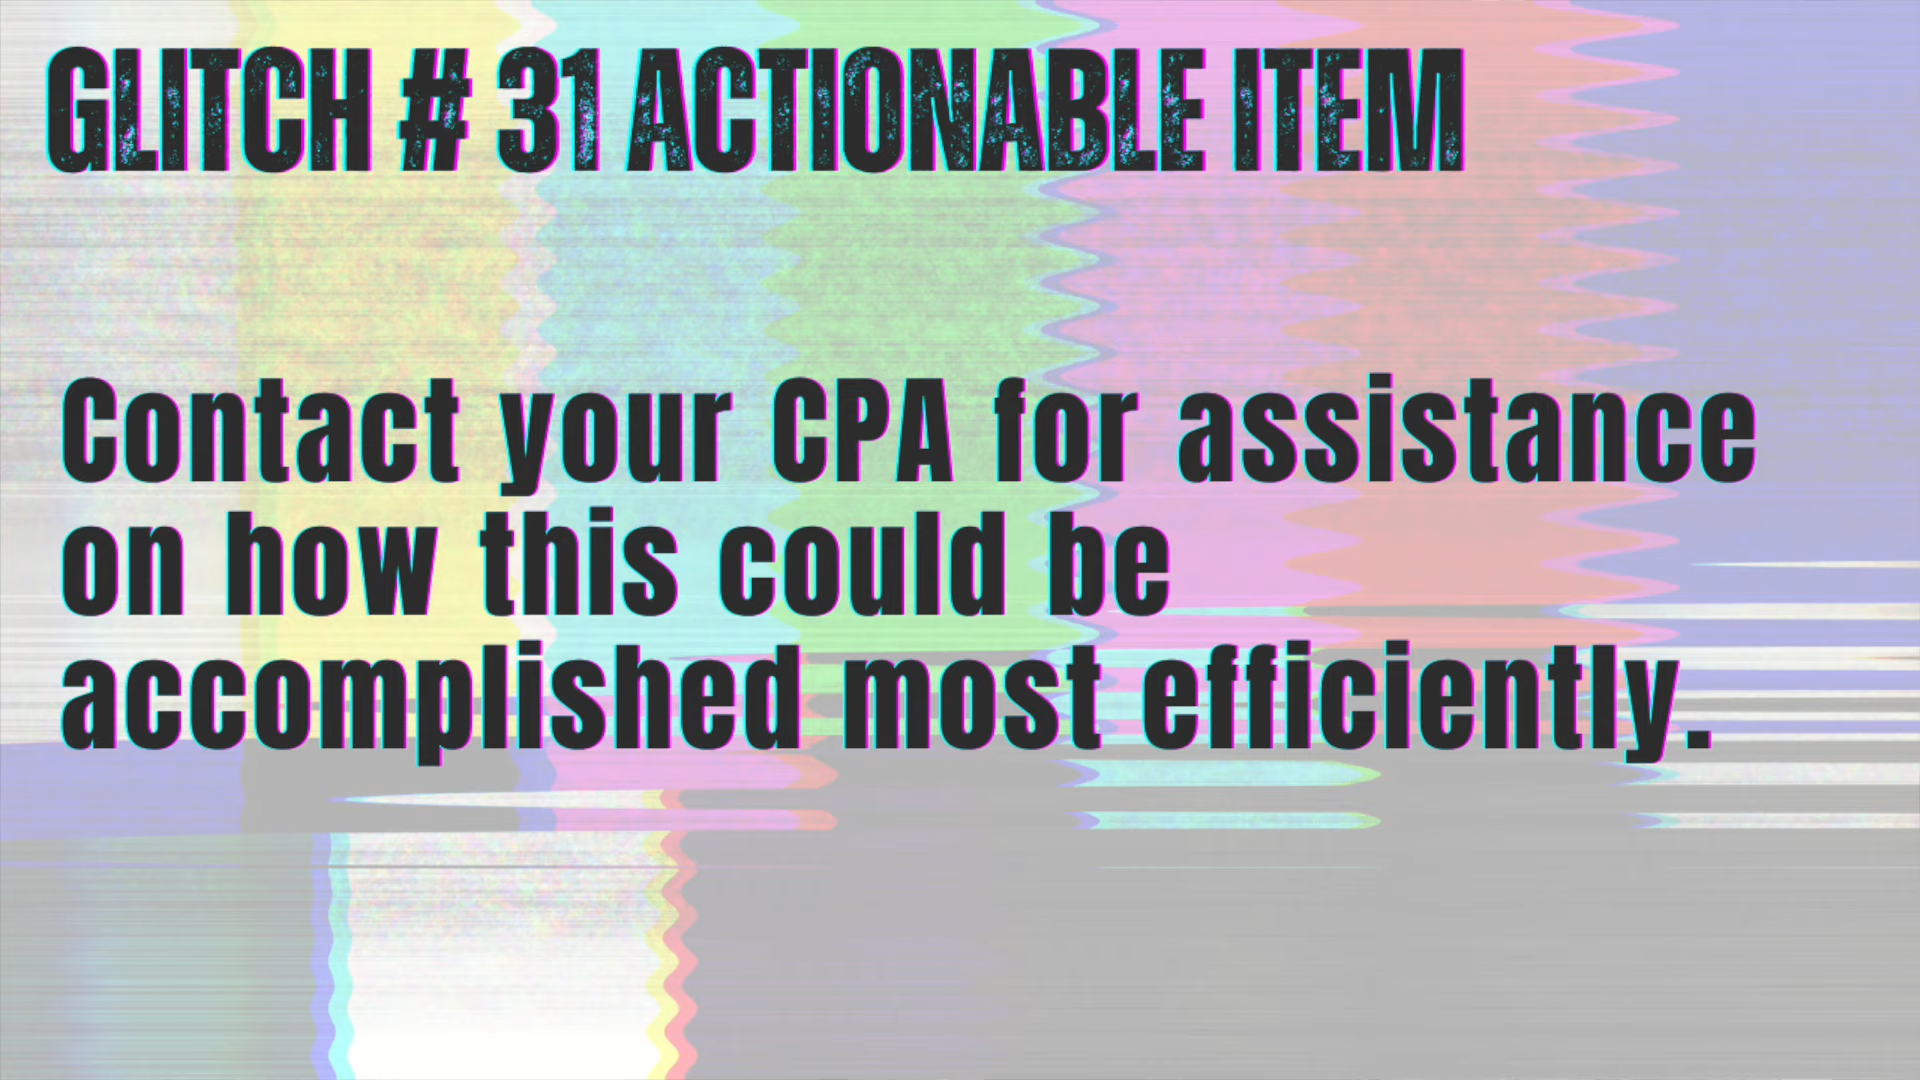 GLITCH # 31 ACTIONABLE ITEM
Contact your CPA for assistance
on how this could be
accomplished most efficiently.